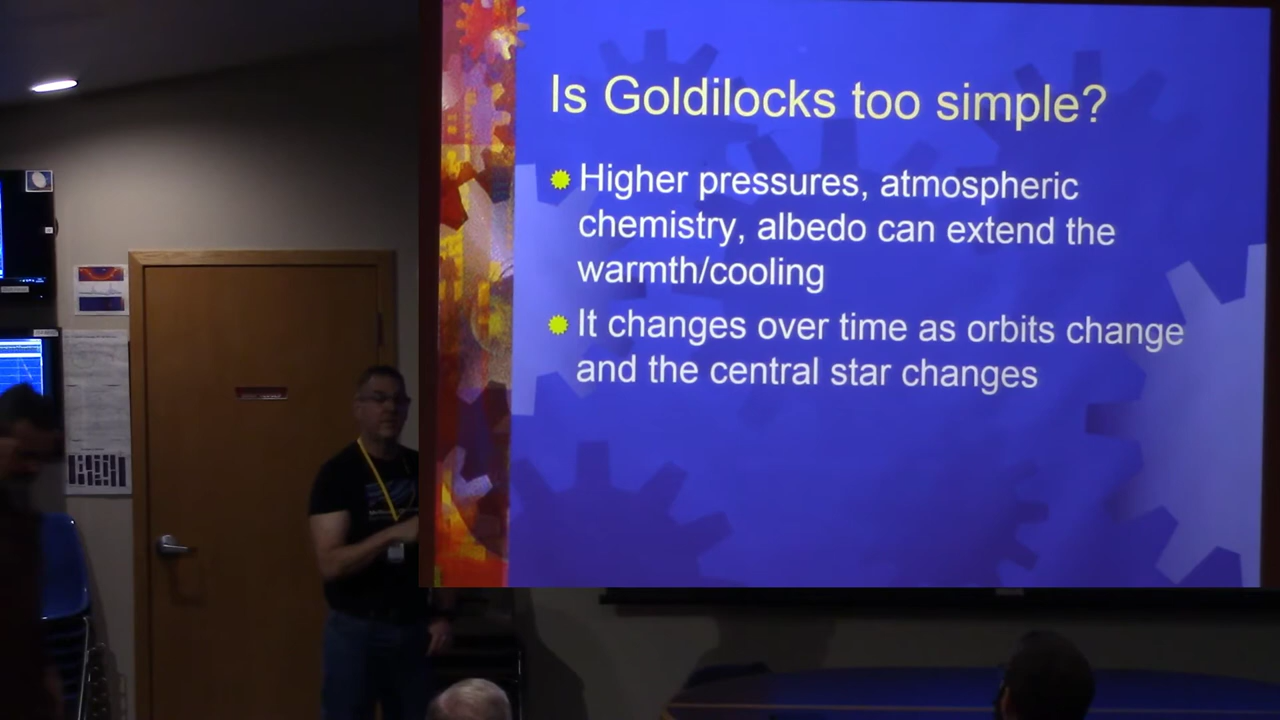 Is Goldilocks too simple?
Higher pressures, atmospheric
chemistry, albedo can extend the
warmth/cooling
It changes over time as orbits change
and the central star changes